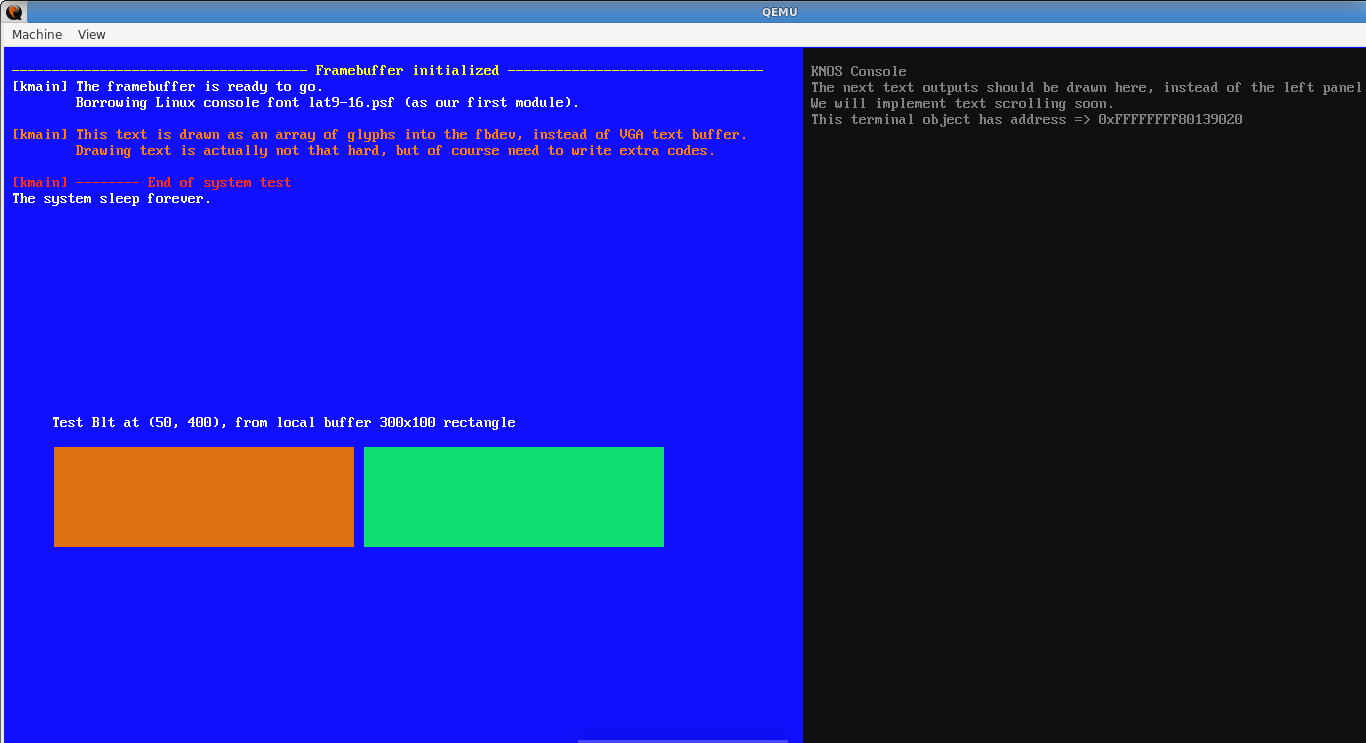 QEMU
Machine View
------------------------------------- Framebuffer initialized --------------------------------
[kmain] The framebuffer is ready to go.
Borrowing Linux console font lat9-16.psf (as our first module).
[kmain] This text is drawn as an array of glyphs into the fbdev, instead of VGA text buffer.
Drawing text is actually not that hard, but of course need to write extra codes.
[kmain] -------- End of system test
The system sleep forever.
Test Blt at (50, 400), from local buffer 300x100 rectangle
KNOS Console
The next text outputs should be drawn here, instead of the left panel
We will implement text scrolling soon.
This terminal object has address => 0xFFFFFFFF80139020